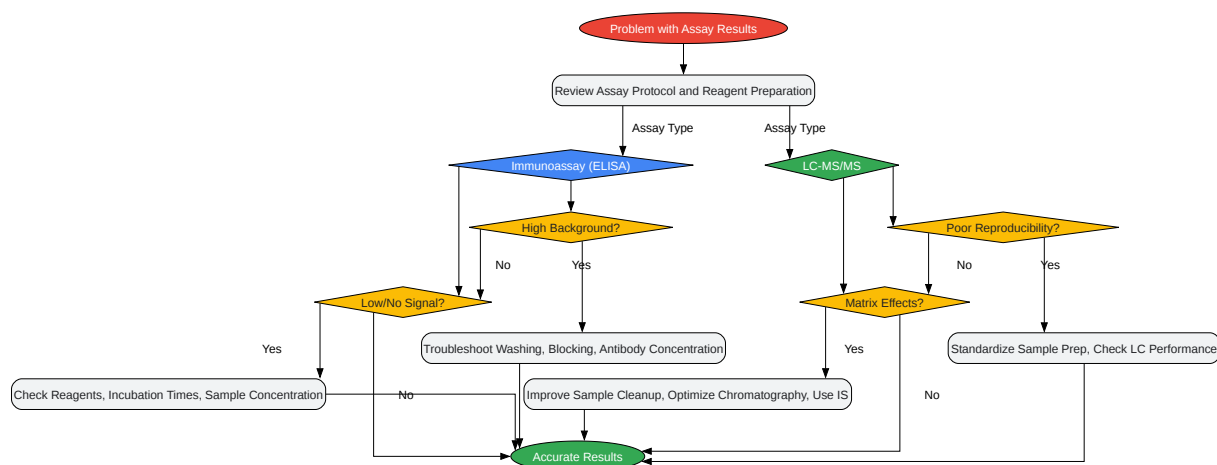 Problem with Assay Results
Review Assay Protocol and Reagent Preparation
Assay Type
Assay Type
Immunoassay (ELISA)
LC-MS/MS
High Background?
Poor Reproducibility?
No
Yes
No
Yes
Low/No Signal?
Matrix Effects?
Yes
Troubleshoot Washing, Blocking, Antibody Concentration
Yes
Standardize Sample Prep, Check LC Performance
Check Reagents, Incubation Times, Sample Concentration
No
Improve Sample Cleanup, Optimize Chromatography, Use IS
No
Accurate Results